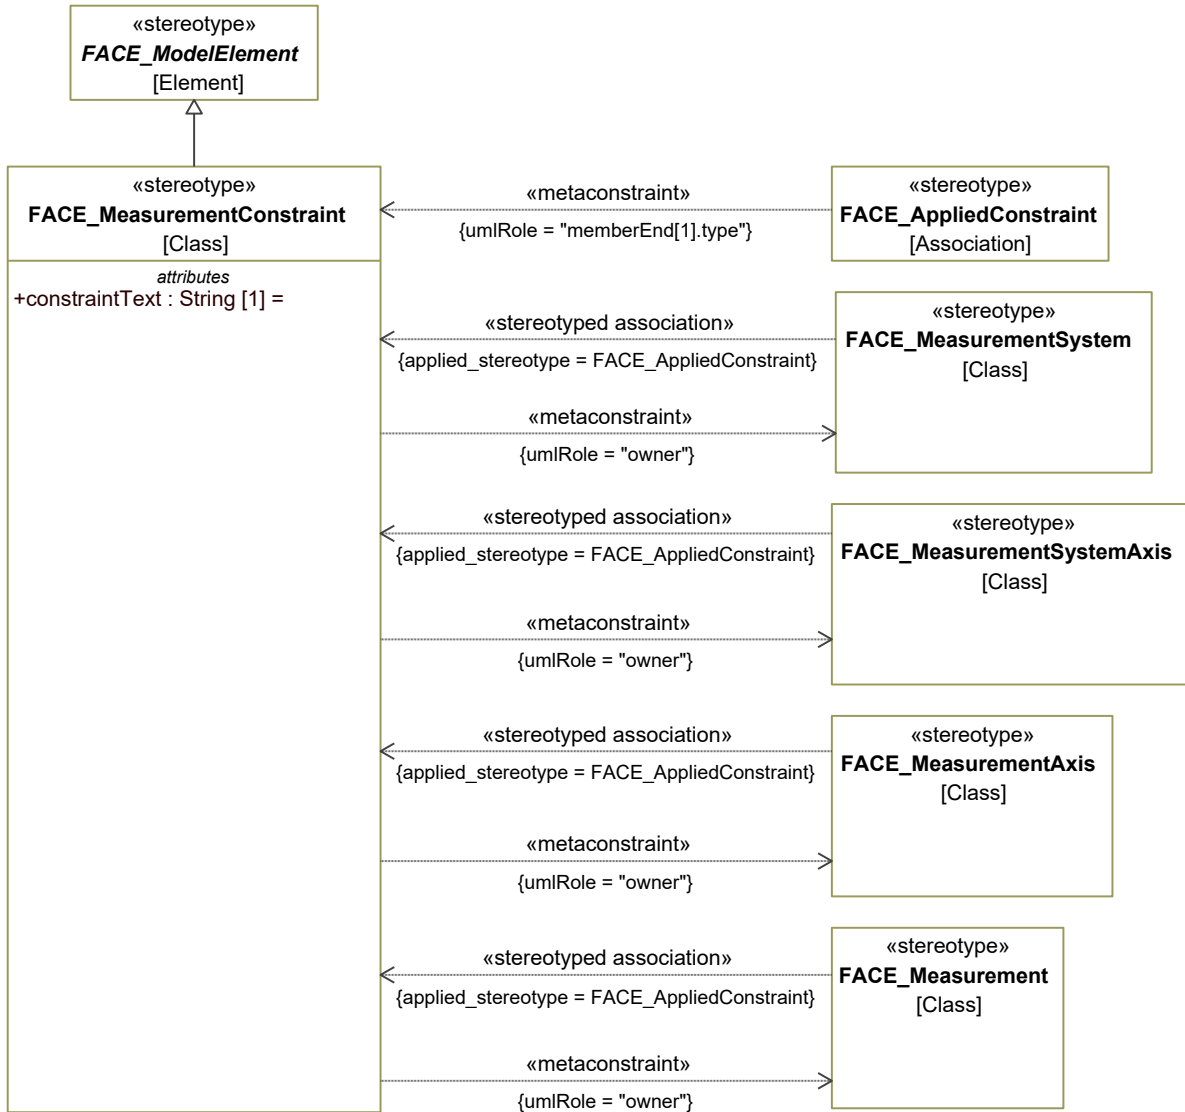 «stereotype»
FACE_ModelElement
[Element]
«stereotype»
FACE_MeasurementConstraint
[Class]
attributes
+constraintText : String [1] =
«metaconstraint»
{umlRole = "memberEnd[1].type"}
«stereotype»
FACE_AppliedConstraint
[Association]
«stereotyped association»
{applied_stereotype = FACE_AppliedConstraint}
«metaconstraint»
{umlRole = "owner"}
«stereotype»
FACE_MeasurementSystem
[Class]
«stereotyped association»
{applied_stereotype = FACE_AppliedConstraint}
«metaconstraint»
{umlRole = "owner"}
«stereotype»
FACE_MeasurementSystemAxis
[Class]
«stereotyped association»
{applied_stereotype = FACE_AppliedConstraint}
«metaconstraint»
{umlRole = "owner"}
«stereotype»
FACE_MeasurementAxis
[Class]
«stereotyped association»
{applied_stereotype = FACE_AppliedConstraint}
«metaconstraint»
{umlRole = "owner"}
«stereotype»
FACE_Measurement
[Class]